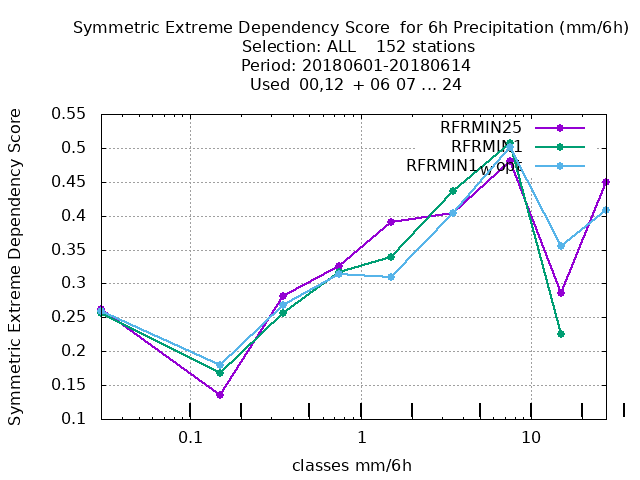 Symmetric Extreme Dependency Score  for 6h Precipitation (mm/6h)
Selection: ALL    152 stations
Period: 20180601-20180614
Used  00,12  + 06 07 ... 24
Symmetric Extreme Dependency Score
0.55
0.5
0.45
0.4
0.35
0.3
0.25
0.2
0.15
0.1
RFRMIN25
RFRMIN1
RFRMIN1w opr
0.1
1
10
classes mm/6h